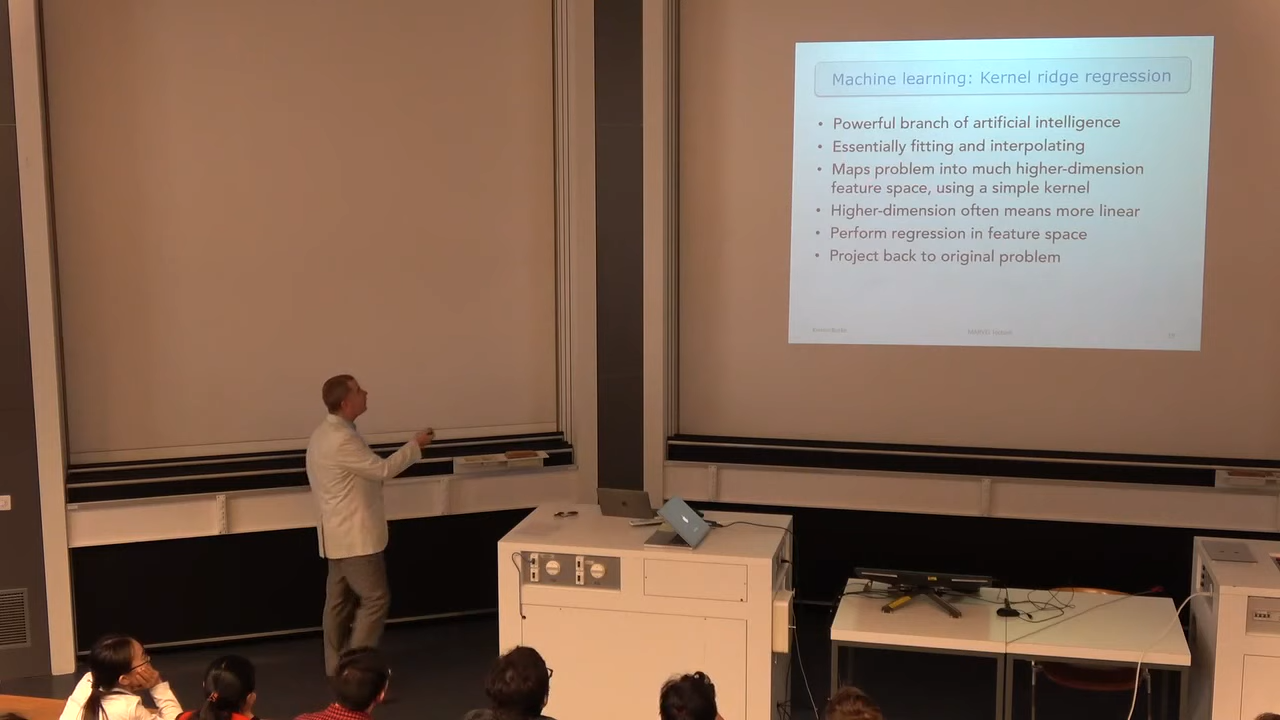 Machine learning: Kernel ridge regression
• Powerful branch of artificial intelligence
• Essentially fitting and interpolating
• Maps problem into much higher-dimension
feature space, using a simple kernel
• Higher-dimension often means more linear
• Perform regression in feature space
• Project back to original problem